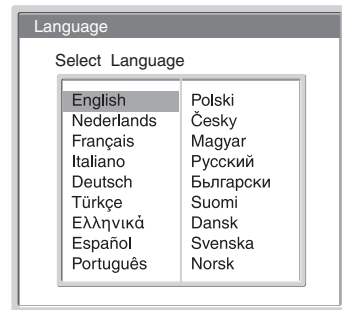 Language
Select Language
English
Nederlands
Français
Italiano
Deutsch
Türkçe
Ελληνικά
Español
Português
Polski
Česky
Magyar
Русский
Бьлгарски
Suomi
Dansk
Svenska
Norsk